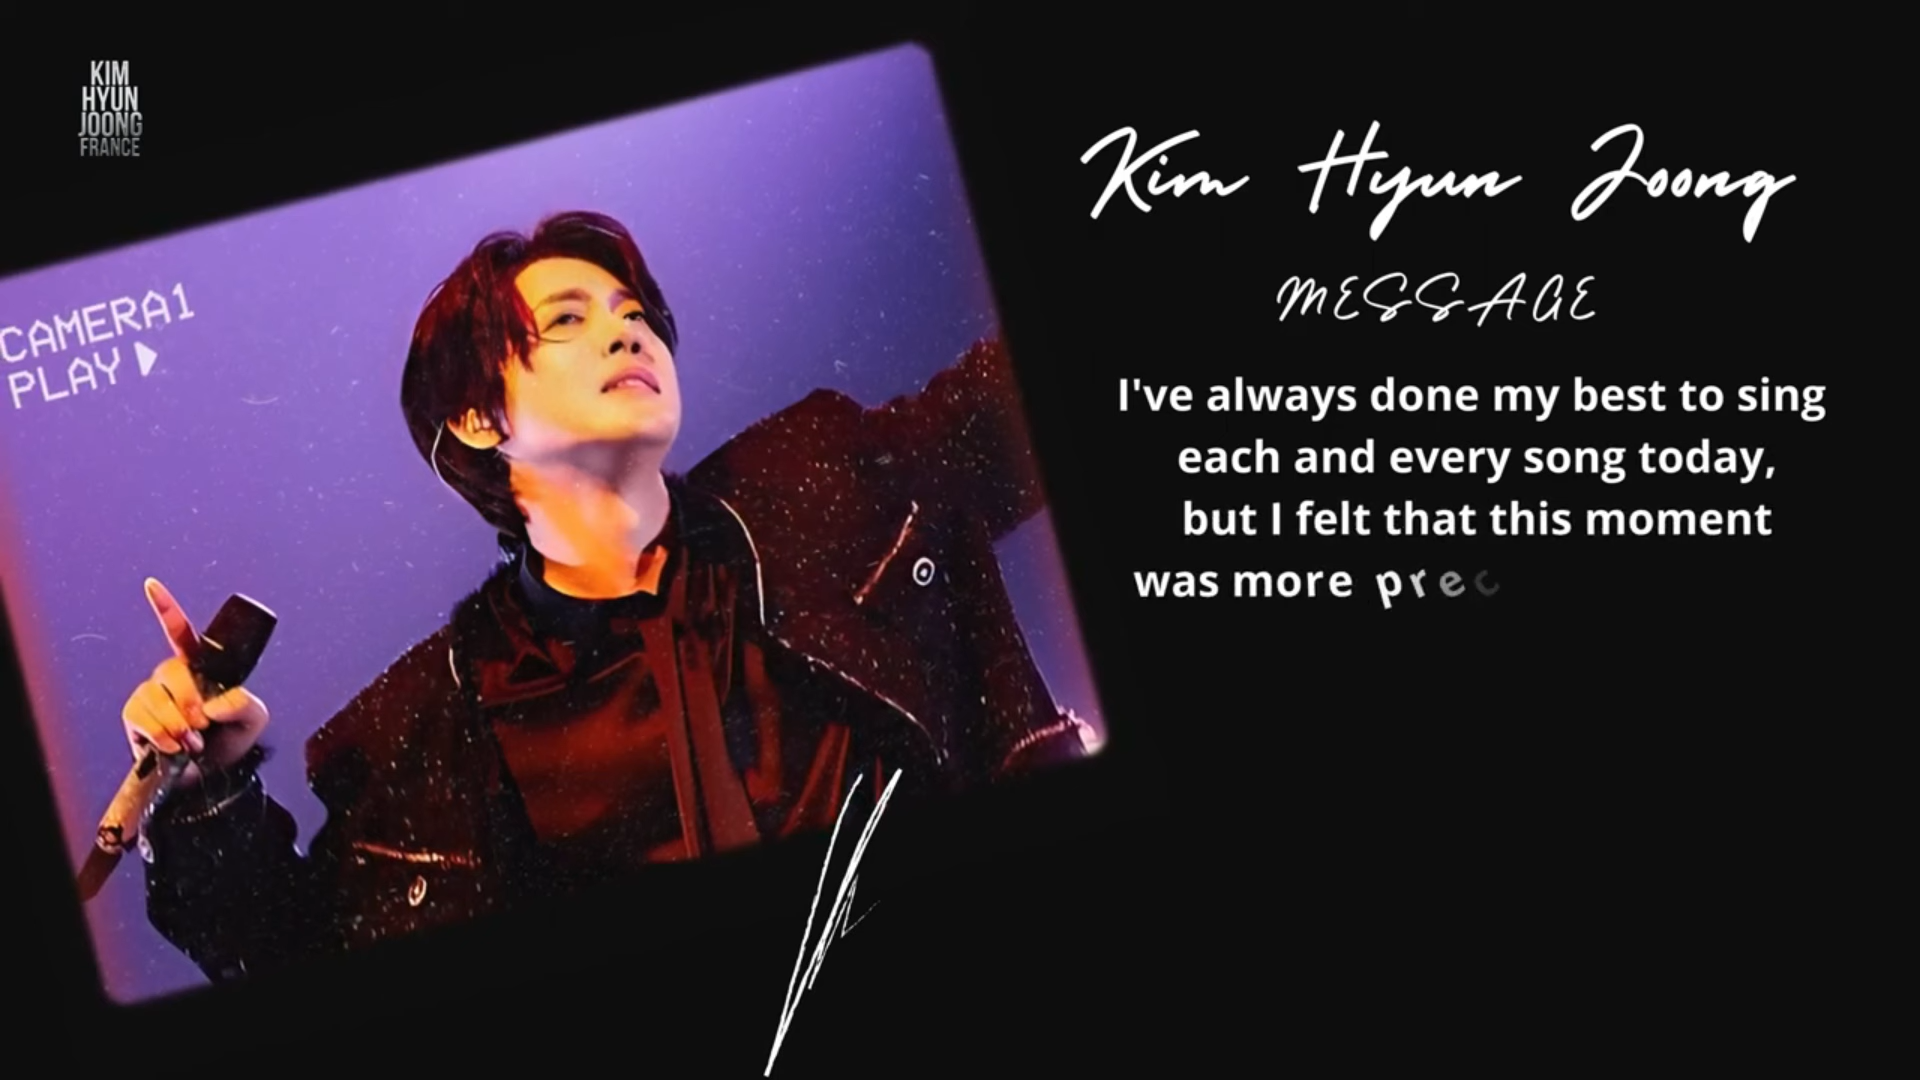 KIM
HYUN
JOONG
FRANCE
CAMERA1
PLAY
Kim Hyun Joong
MESSAGE
I've always done my best to sing
each and every song today,
but I felt that this moment
was more prec